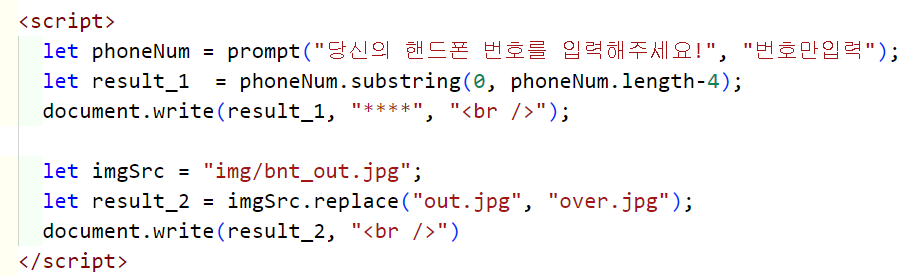 <script>
let phoneNum = prompt("당신의 핸드폰 번호를 입력해주세요!", "번호만입력");
let result_1  = phoneNum.substring(0, phoneNum.length-4);
document.write(result_1, "****", "<br />");
let imgSrc = "img/bnt_out.jpg";
let result_2 = imgSrc.replace("out.jpg", "over.jpg");
document.write(result_2, "<br />")
</script>